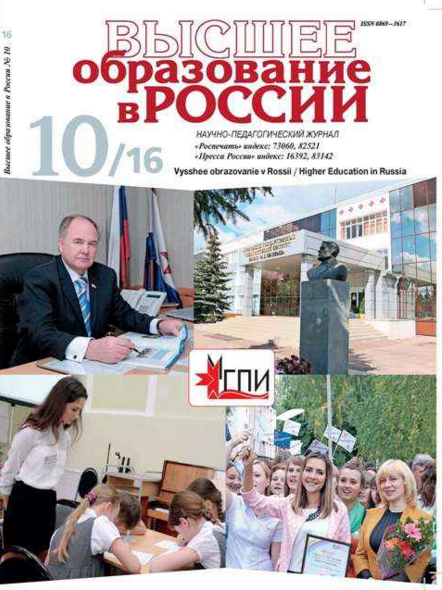 16
Высшее образование в России № 10
ISSN 0869–3617
ВЫСШЕЕ
образование
в РОССИИ
10/16
НАУЧНО-ПЕДАГОГИЧЕСКИЙ ЖУРНАЛ
«Роспечать» индекс: 73060, 82521
«Пресса России» индекс: 16392, 83142
Vysshee obrazovanie v Rossii / Higher Education in Russia
МГПИ